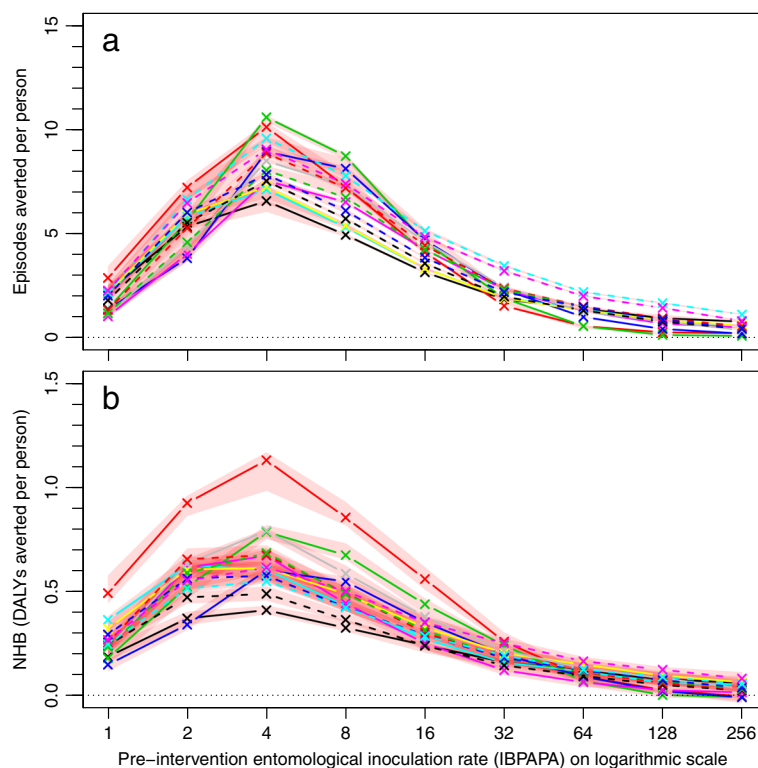 a
15
10
5
0
Episodes averted per person
b
1.5
1.0
0.5
0.0
NHB (DALYs averted per person)
1 2 4 8 16 32 64 128 256
Pre−intervention entomological inoculation rate (IBPAPA) on logarithmic scale